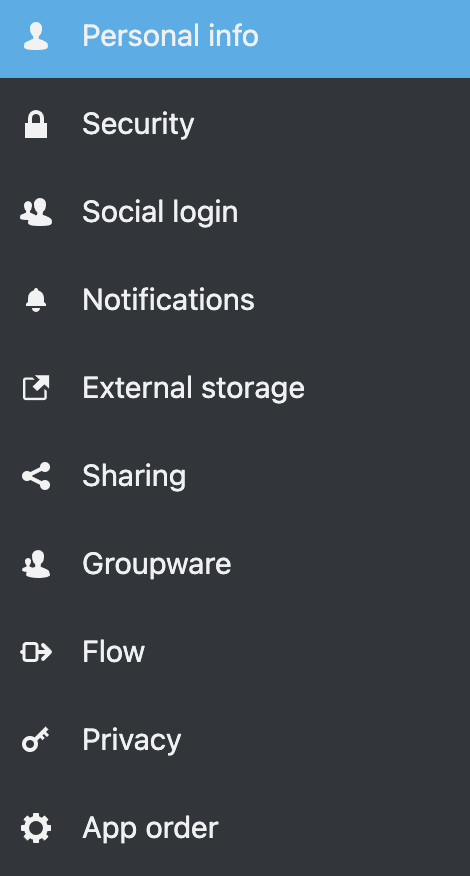 Personal info
Security
Social login
Notifications
External storage
Sharing
Groupware
Flow
Privacy
App order